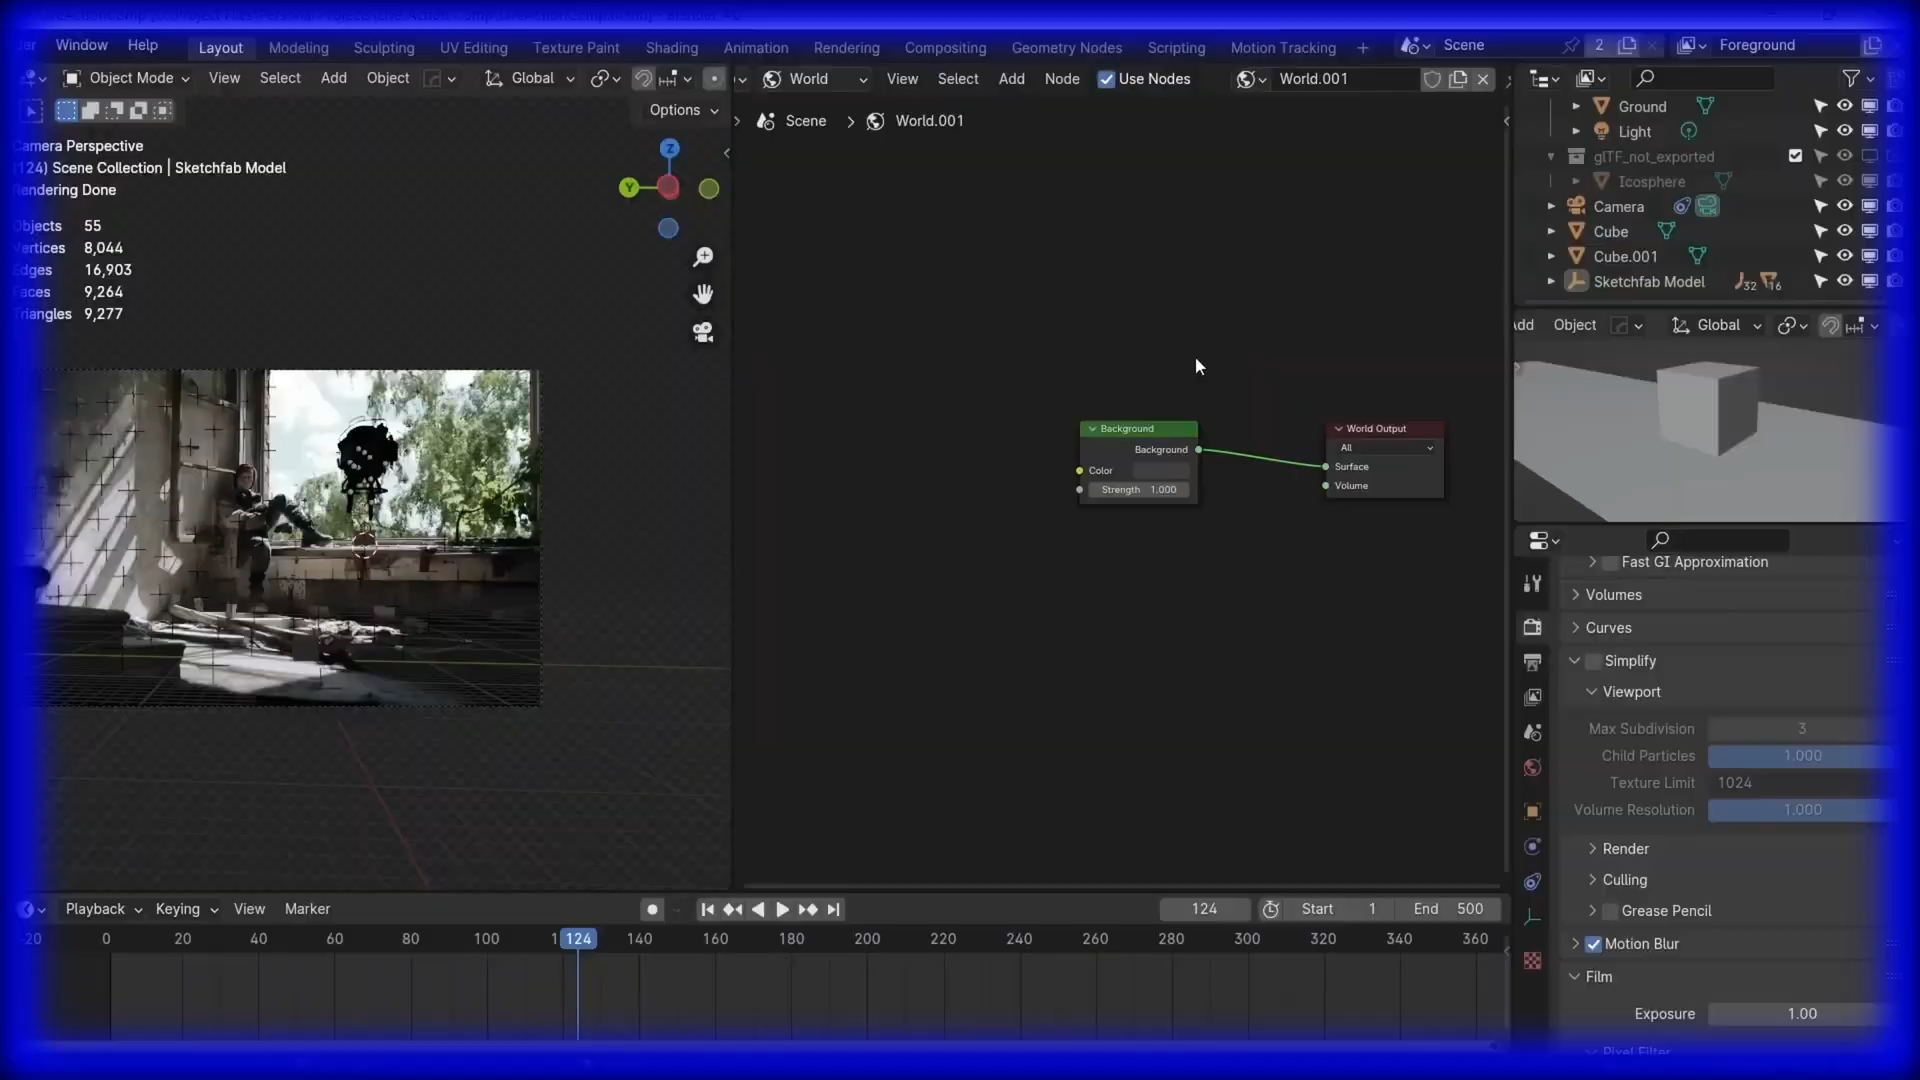 Window Help Layout Modeling Sculpting UV Editing Texture Paint Shading Animation Rendering Compositing Geometry Nodes Scripting Motion Tracking + Scene 2 Foreground
Object Mode View Select Add Object Global World View Select Add Node Use Nodes World.001
Options
Scene > World.001
Camera Perspective
(124) Scene Collection | Sketchfab Model
Rendering Done
Objects 55
Vertices 8,044
Edges 16,903
Faces 9,264
Triangles 9,277
Z
Y
Background
Background
Color
Strength 1.000
World Output
All
Surface
Volume
Ground
Light
glTF_not_exported
Icosphere
Camera
Cube
Cube.001
Sketchfab Model 32 16
Add Object Global
Fast GI Approximation
Volumes
Curves
Simplify
Viewport
Max Subdivision 3
Child Particles 1.000
Texture Limit 1024
Volume Resolution 1.000
Render
Culling
Grease Pencil
Motion Blur
Film
Exposure 1.00
Pixel Filter
Playback Keying View Marker 124 Start 1 End 500
-20 0 20 40 60 80 100 124 140 160 180 200 220 240 260 280 300 320 340 360